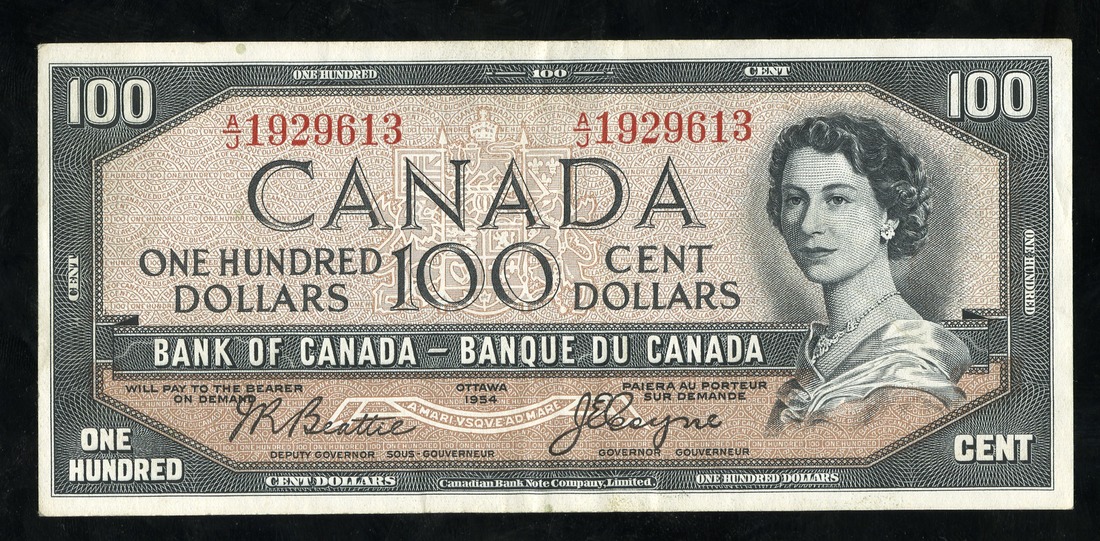 ONE HUNDRED 100 CENT
100 100
A/J 1929613 A/J 1929613
CANADA
ONE HUNDRED DOLLARS 100 CENT DOLLARS
CENT
ONE HUNDRED
BANK OF CANADA – BANQUE DU CANADA
WILL PAY TO THE BEARER ON DEMAND
OTTAWA
1954
PAIERA AU PORTEUR SUR DEMANDE
A MARI VSQVE AD MARE
J R Beattie J E Coyne
DEPUTY GOVERNOR SOUS-GOUVERNEUR
GOVERNOR GOUVERNEUR
ONE HUNDRED
CENT
CENT DOLLARS
Canadian Bank Note Company, Limited.
ONE HUNDRED DOLLARS